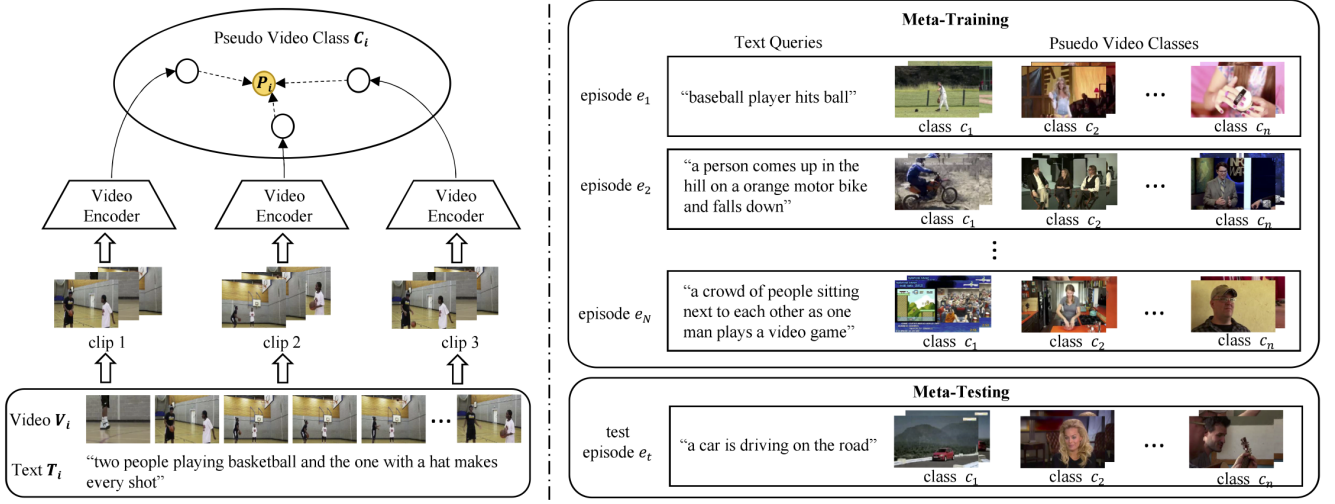 Pseudo Video Class C_i
P_i
Video
Encoder
Video
Encoder
Video
Encoder
clip 1
clip 2
clip 3
Video V_i
...
Text T_i
“two people playing basketball and the one with a hat makes
every shot”
Meta-Training
Text Queries
Psuedo Video Classes
episode e_1
“baseball player hits ball”
class c_1
class c_2
...
class c_n
episode e_2
“a person comes up in the
hill on a orange motor bike
and falls down”
class c_1
class c_2
...
class c_n
⋮
episode e_N
“a crowd of people sitting
next to each other as one
man plays a video game”
class c_1
class c_2
...
class c_n
Meta-Testing
test
episode e_t
“a car is driving on the road”
class c_1
class c_2
...
class c_n